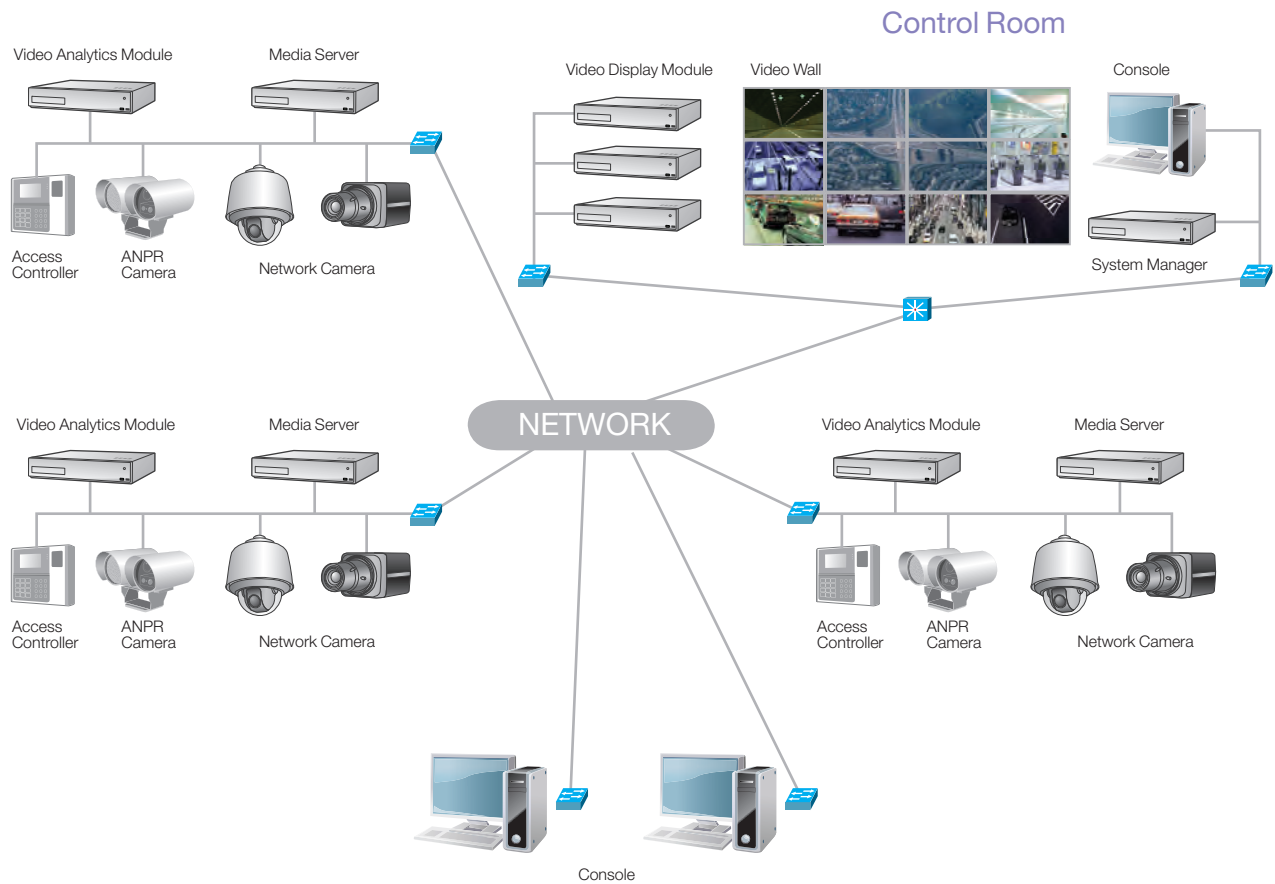 Control Room
Video Analytics Module
Media Server
Video Display Module
Video Wall
Console
Access
Controller
ANPR
Camera
Network Camera
System Manager
NETWORK
Video Analytics Module
Media Server
Access
Controller
ANPR
Camera
Network Camera
Video Analytics Module
Media Server
Access
Controller
ANPR
Camera
Network Camera
Console